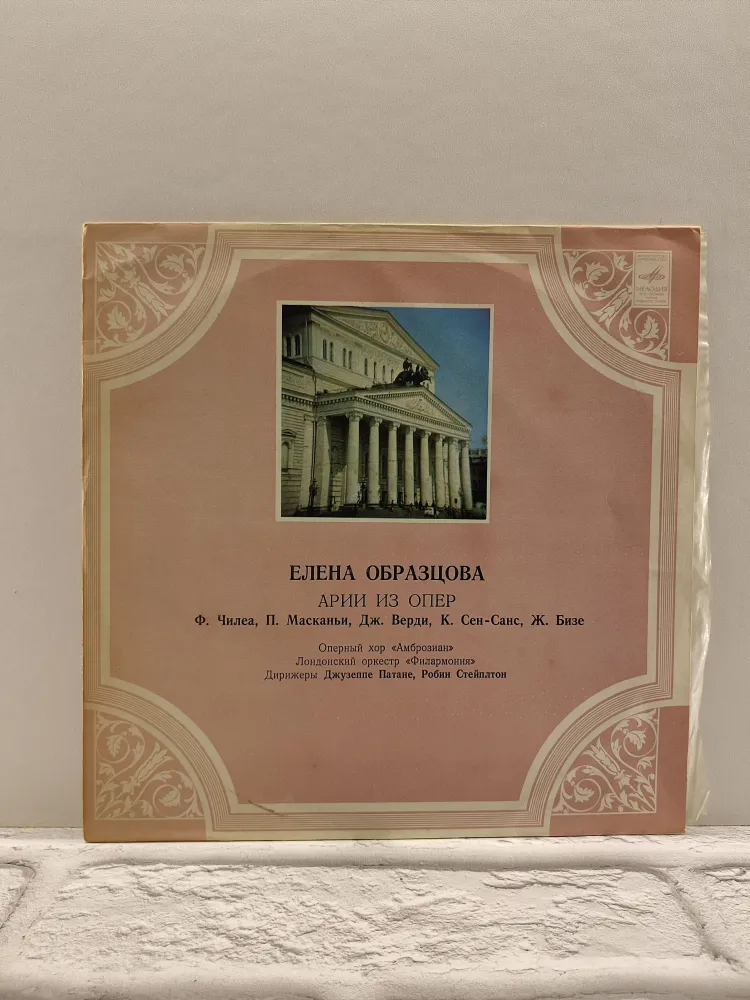 МЕЛОДИЯ
ЕЛЕНА ОБРАЗЦОВА
АРИИ ИЗ ОПЕР
Ф. Чилеа, П. Масканьи, Дж. Верди, К. Сен-Санс, Ж. Бизе
Оперный хор «Амброзиан»
Лондонский оркестр «Филармония»
Дирижеры Джузеппе Патане, Робин Стейплтон